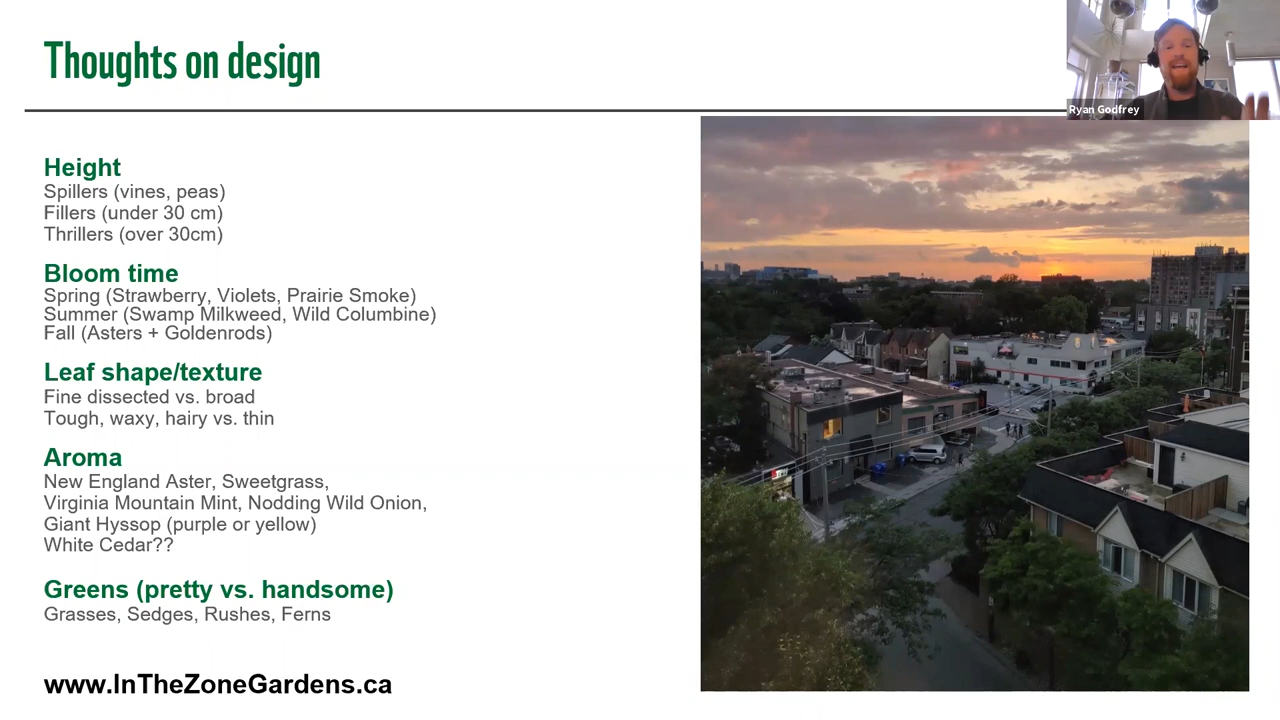 Thoughts on design
Ryan Godfrey
Height
Spillers (vines, peas)
Fillers (under 30 cm)
Thrillers (over 30cm)
Bloom time
Spring (Strawberry, Violets, Prairie Smoke)
Summer (Swamp Milkweed, Wild Columbine)
Fall (Asters + Goldenrods)
Leaf shape/texture
Fine dissected vs. broad
Tough, waxy, hairy vs. thin
Aroma
New England Aster, Sweetgrass,
Virginia Mountain Mint, Nodding Wild Onion,
Giant Hyssop (purple or yellow)
White Cedar??
Greens (pretty vs. handsome)
Grasses, Sedges, Rushes, Ferns
www.InTheZoneGardens.ca